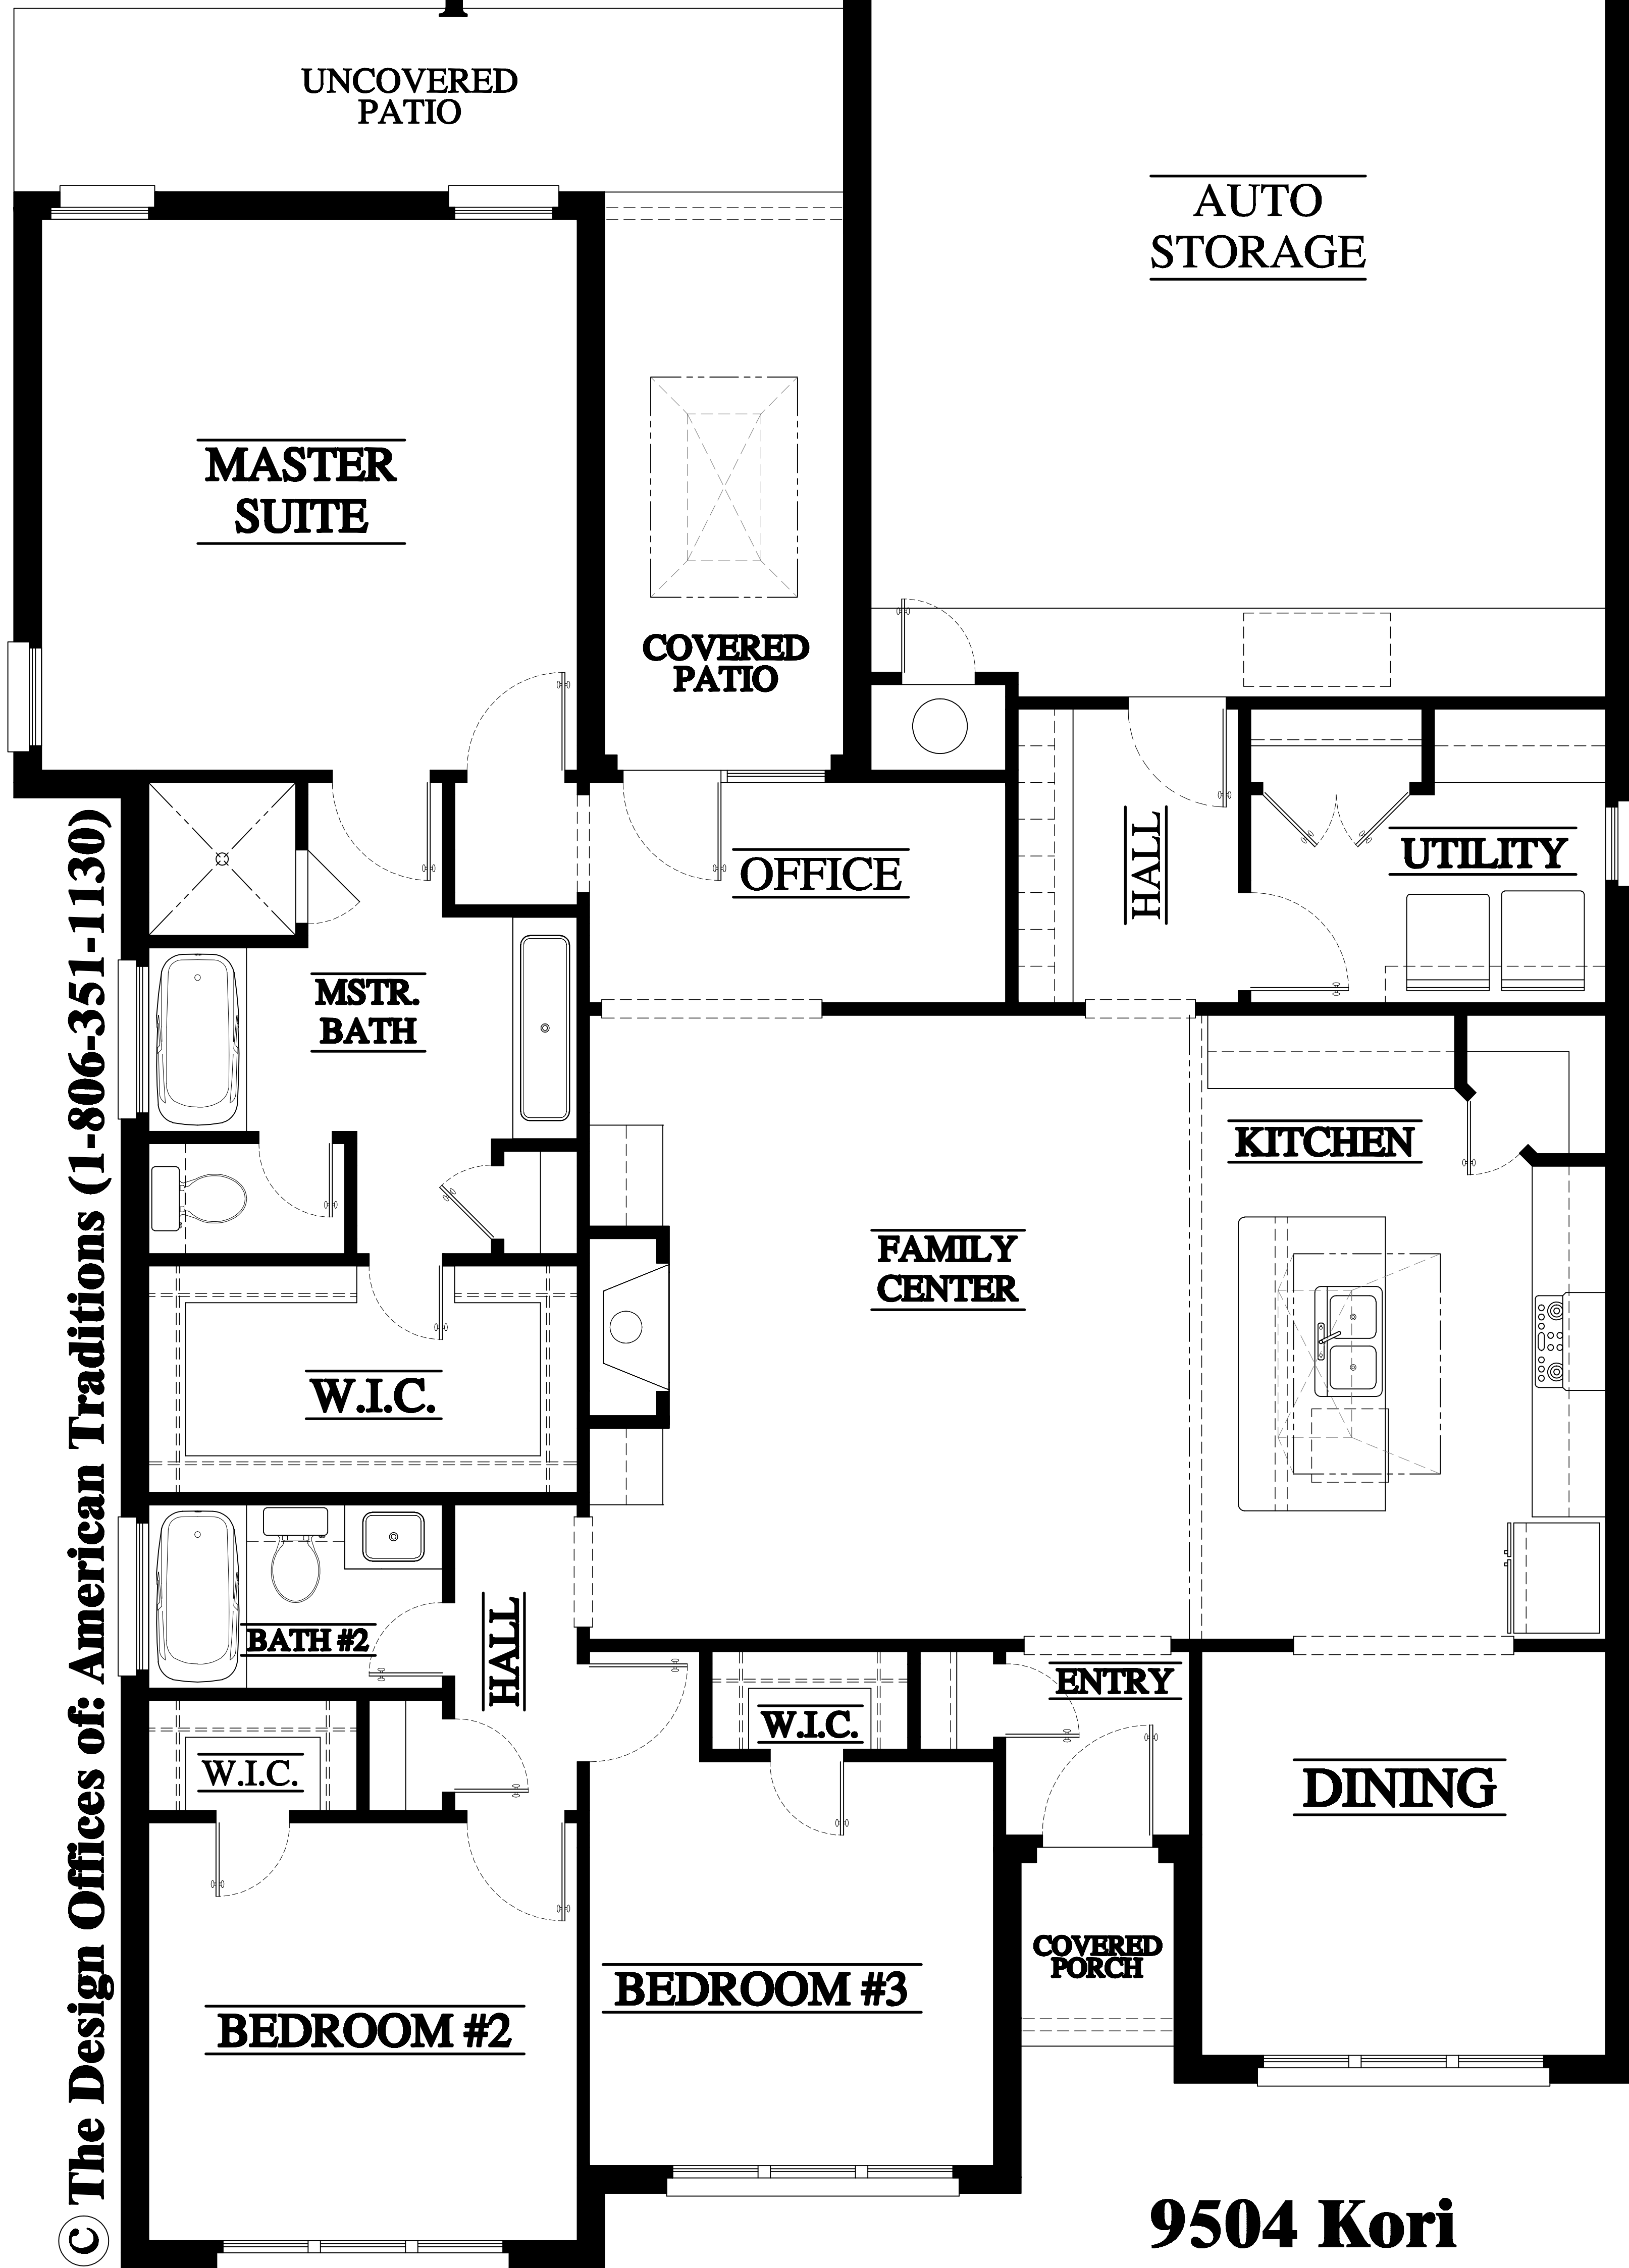 UNCOVERED
PATIO
AUTO
STORAGE
MASTER
SUITE
COVERED
PATIO
HALL
UTILITY
OFFICE
MSTR.
BATH
KITCHEN
FAMILY
CENTER
W.I.C.
BATH #2
HALL
ENTRY
W.I.C.
W.I.C.
DINING
COVERED
PORCH
BEDROOM #3
BEDROOM #2
© The Design Offices of: American Traditions (1-806-351-1130)
9504 Kori